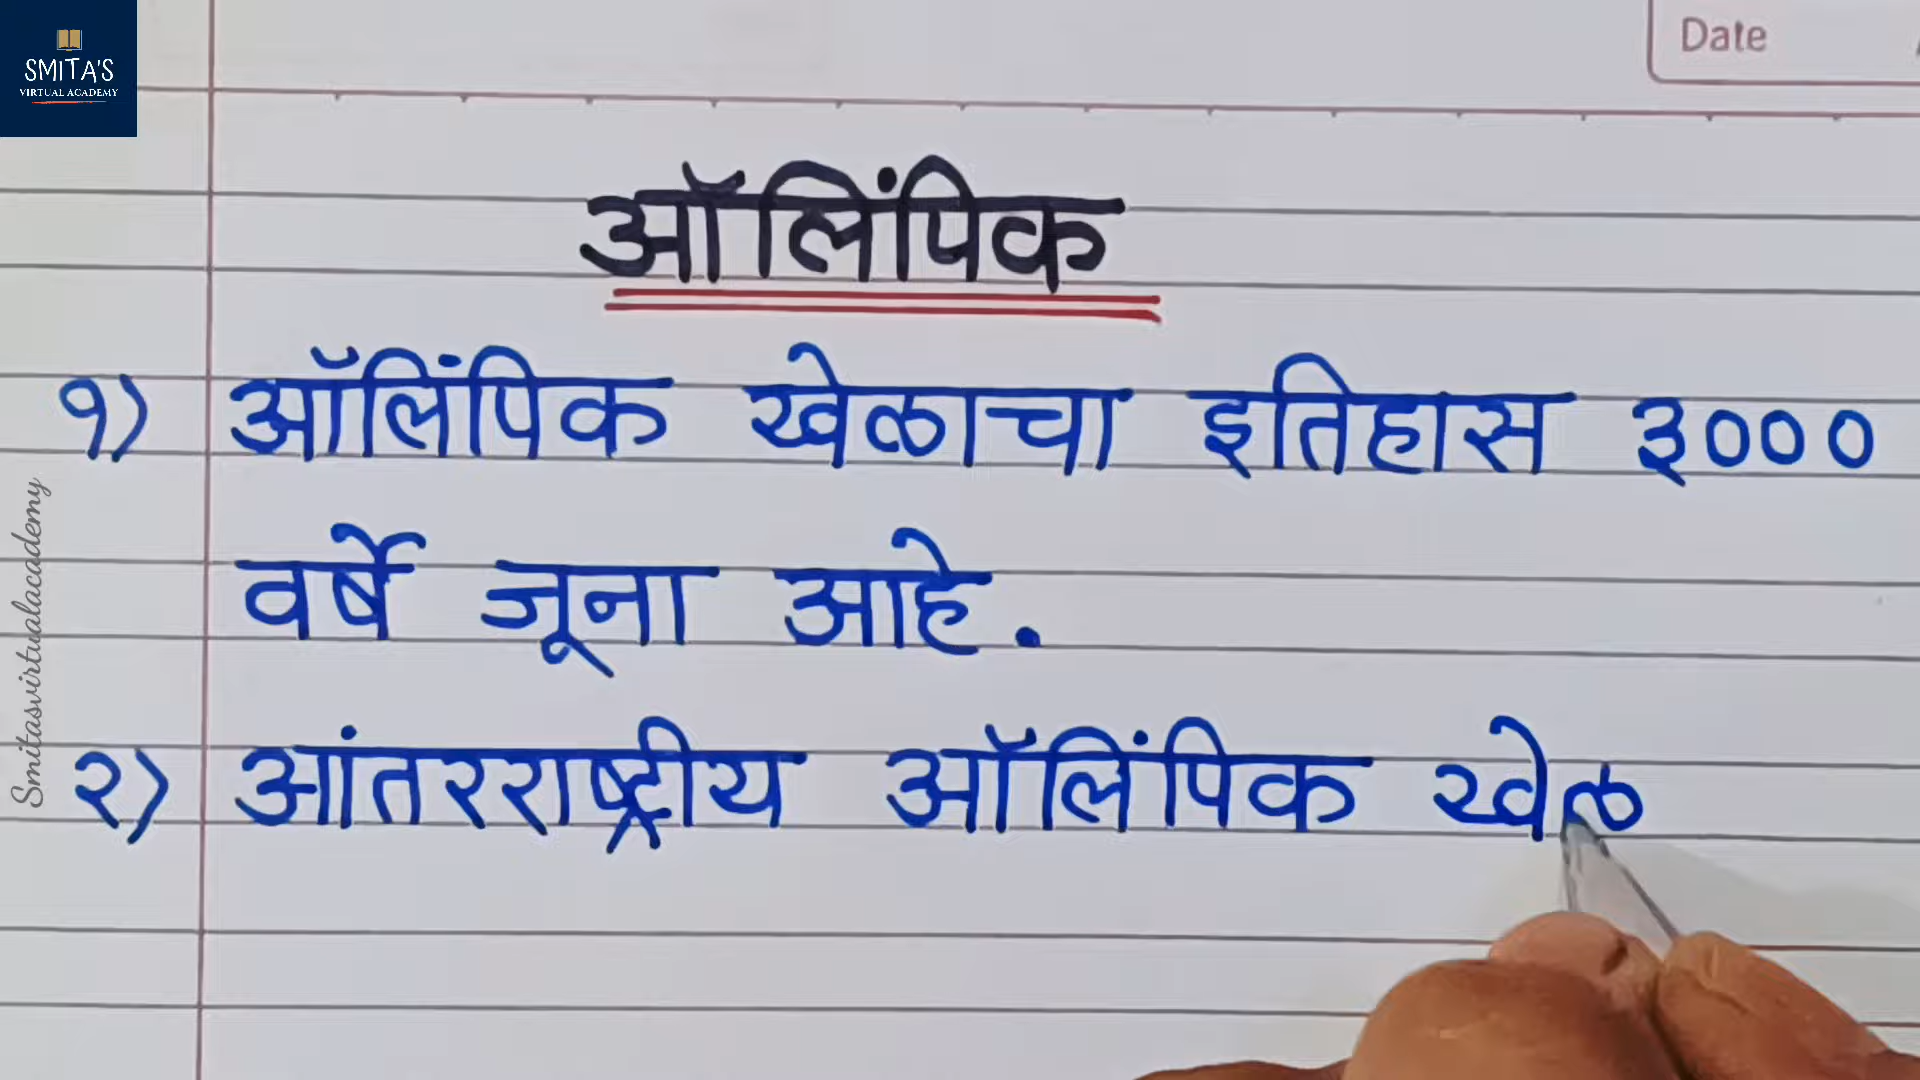 SMITA'S
VIRTUAL ACADEMY
Date
ऑलिंपिक
१) ऑलिंपिक खेळाचा इतिहास ३०००
वर्षे जूना आहे.
२) आंतरराष्ट्रीय ऑलिंपिक खेळ
Smitasvirtualacademy